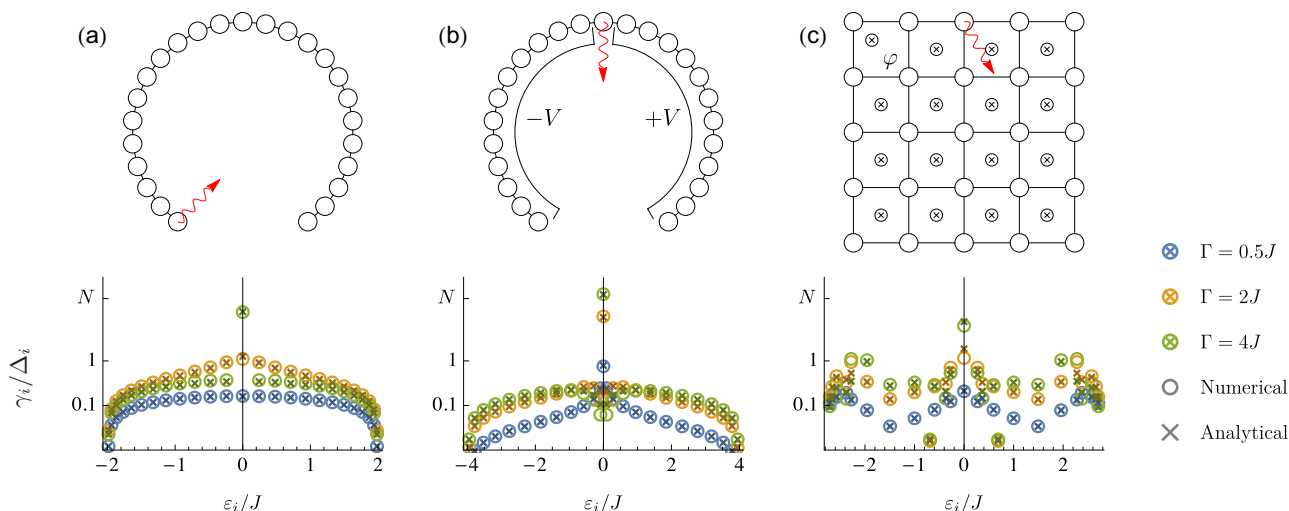 (a)
(b)
(c)
−V
+V
φ
γᵢ/Δᵢ
N
1
0.1
−2
−1
0
1
2
εᵢ/J
N
1
0.1
−4
−2
0
2
4
εᵢ/J
N
1
0.1
−2
−1
0
1
2
εᵢ/J
Γ = 0.5J
Γ = 2J
Γ = 4J
Numerical
Analytical